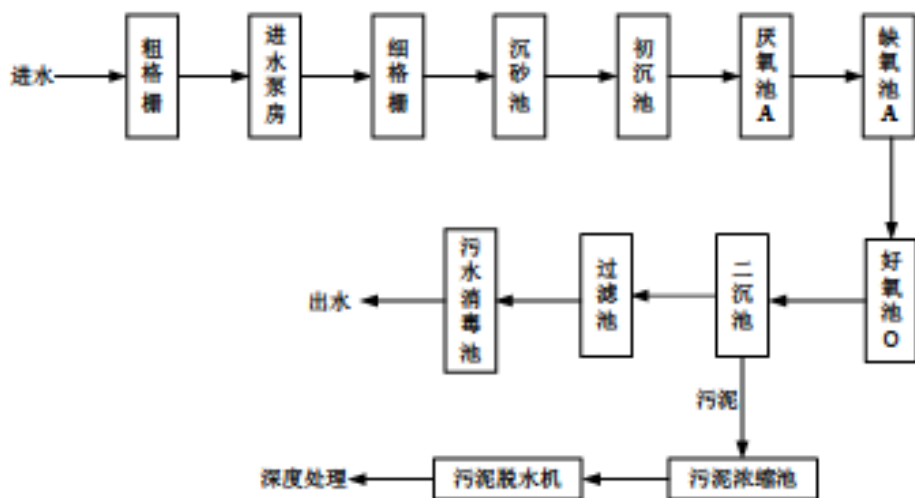 进水
粗格栅
进水泵房
细格栅
沉砂池
初沉池
厌氧池A
缺氧池A
出水
污水消毒池
过滤池
二沉池
好氧池O
污泥
深度处理
污泥脱水机
污泥浓缩池